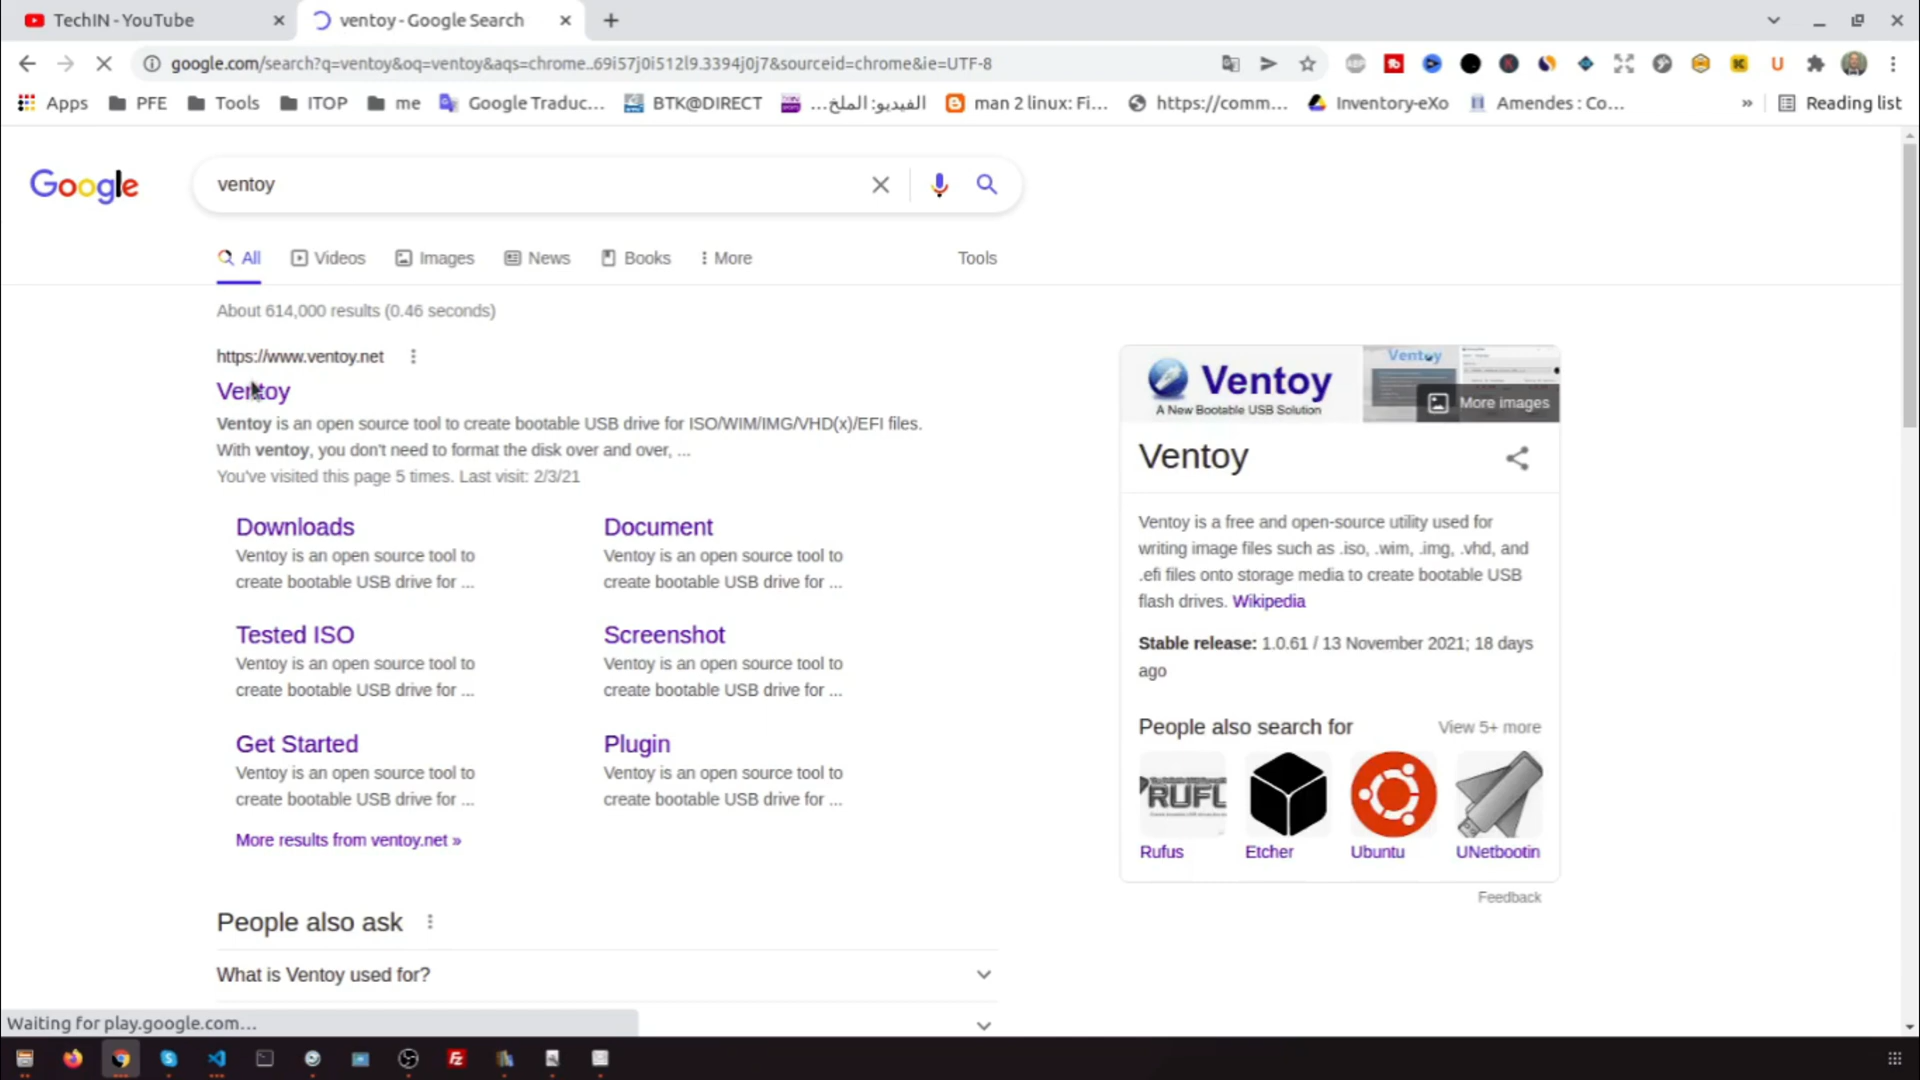 TechIN - YouTube
ventoy - Google Search
google.com/search?q=ventoy&oq=ventoy&aqs=chrome..69i57j0i512l9.3394j0j7&sourceid=chrome&ie=UTF-8
Apps PFE Tools ITOP me Google Traduc... BTK@DIRECT الفيديو: الملخ... man 2 linux: Fi... https://comm... Inventory-eXo Amendes : Co... » Reading list
Google
ventoy
All Videos Images News Books More Tools
About 614,000 results (0.46 seconds)
https://www.ventoy.net
Ventoy
Ventoy is an open source tool to create bootable USB drive for ISO/WIM/IMG/VHD(x)/EFI files.
With ventoy, you don't need to format the disk over and over, ...
You've visited this page 5 times. Last visit: 2/3/21
Downloads
Ventoy is an open source tool to
create bootable USB drive for ...
Document
Ventoy is an open source tool to
create bootable USB drive for ...
Tested ISO
Ventoy is an open source tool to
create bootable USB drive for ...
Screenshot
Ventoy is an open source tool to
create bootable USB drive for ...
Get Started
Ventoy is an open source tool to
create bootable USB drive for ...
Plugin
Ventoy is an open source tool to
create bootable USB drive for ...
More results from ventoy.net »
People also ask
What is Ventoy used for?
Ventoy
A New Bootable USB Solution
Ventoy
More images
Ventoy
Ventoy is a free and open-source utility used for
writing image files such as .iso, .wim, .img, .vhd, and
.efi files onto storage media to create bootable USB
flash drives. Wikipedia
Stable release: 1.0.61 / 13 November 2021; 18 days
ago
People also search for
View 5+ more
Rufus Etcher Ubuntu UNetbootin
Feedback
Waiting for play.google.com...